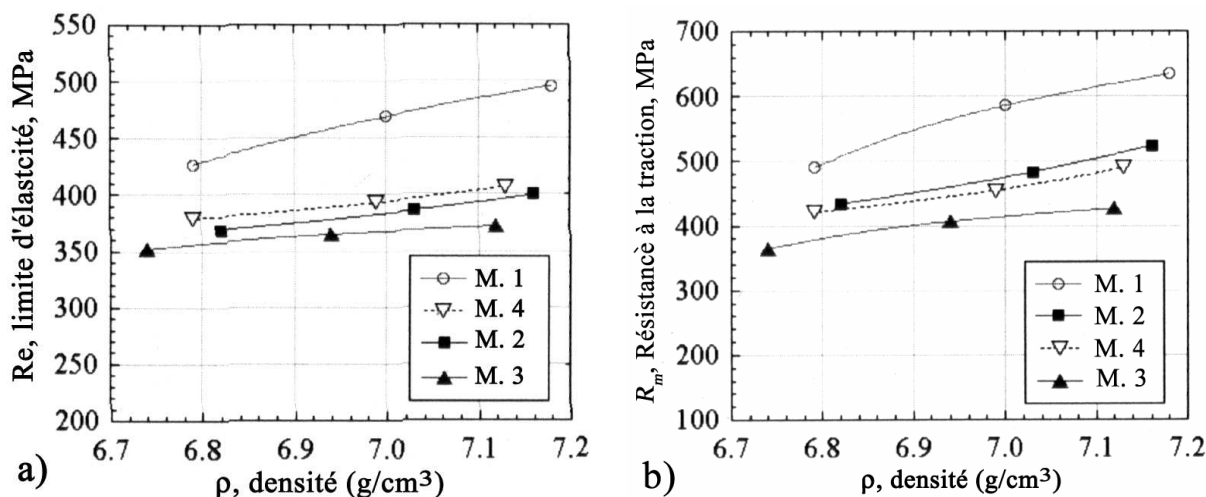 Re, limite d'élastcité, MPa
550
500
450
400
350
300
250
200
6.7 6.8 6.9 7.0 7.1 7.2
ρ, densité (g/cm³)
M. 1
M. 4
M. 2
M. 3
a)
R_m, Résistancè à la traction, MPa
700
600
500
400
300
200
100
6.7 6.8 6.9 7.0 7.1 7.2
ρ, densité (g/cm³)
M. 1
M. 2
M. 4
M. 3
b)